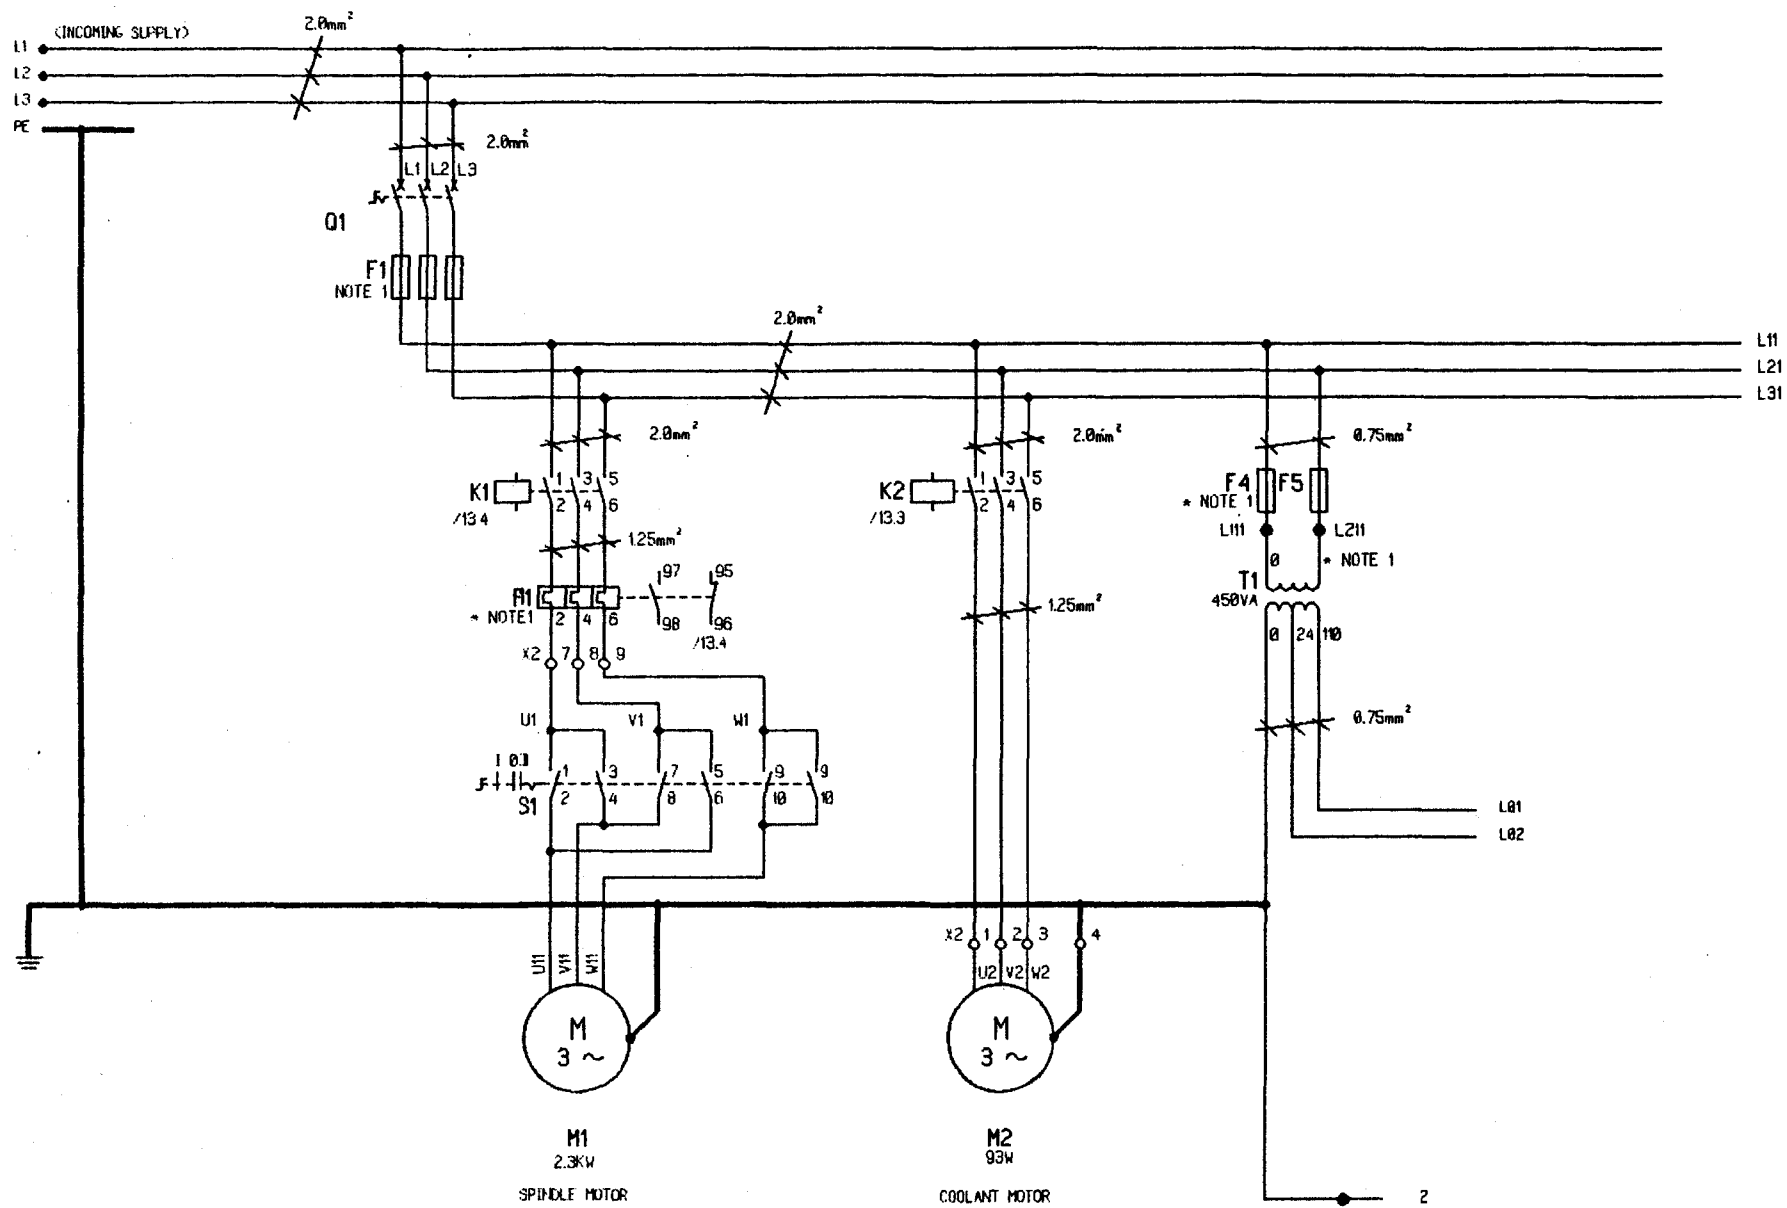 (INCOMING SUPPLY)
2.0mm²
L1
L2
L3
PE
2.0mm²
L1 L2 L3
Q1
F1
NOTE 1
2.0mm²
L11
L21
L31
2.0mm²
2.0mm²
0.75mm²
K1
1 3 5
2 4 6
/13.4
K2
1 3 5
2 4 6
/13.3
F4 F5
* NOTE 1
L111 L211
1.25mm²
0
* NOTE 1
T1
450VA
97 95
* NOTE1
2 4 6
98 96
/13.4
1.25mm²
0 24 110
X2 7 8 9
U1 V1 W1
0.75mm²
1 3 7 5 9 9
S1
2 4 8 6 10 10
L01
L02
X2 1 2 3 4
U11 V11 W11
U2 V2 W2
M
3 ~
M
3 ~
M1
2.3KW
SPINDLE MOTOR
M2
93W
COOLANT MOTOR
2